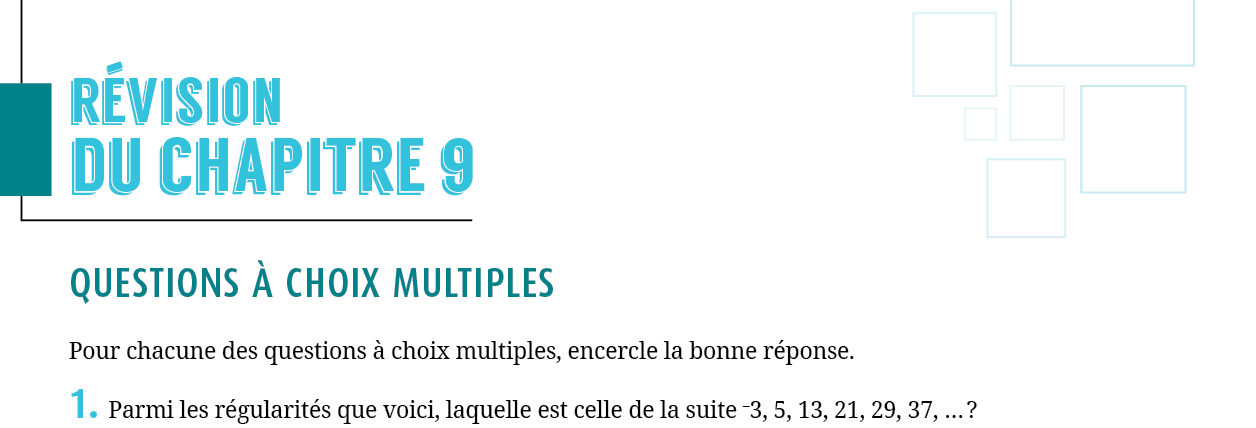 RÉVISION
DU CHAPITRE 9
QUESTIONS À CHOIX MULTIPLES
Pour chacune des questions à choix multiples, encercle la bonne réponse.
1. Parmi les régularités que voici, laquelle est celle de la suite ⁻3, 5, 13, 21, 29, 37, …?